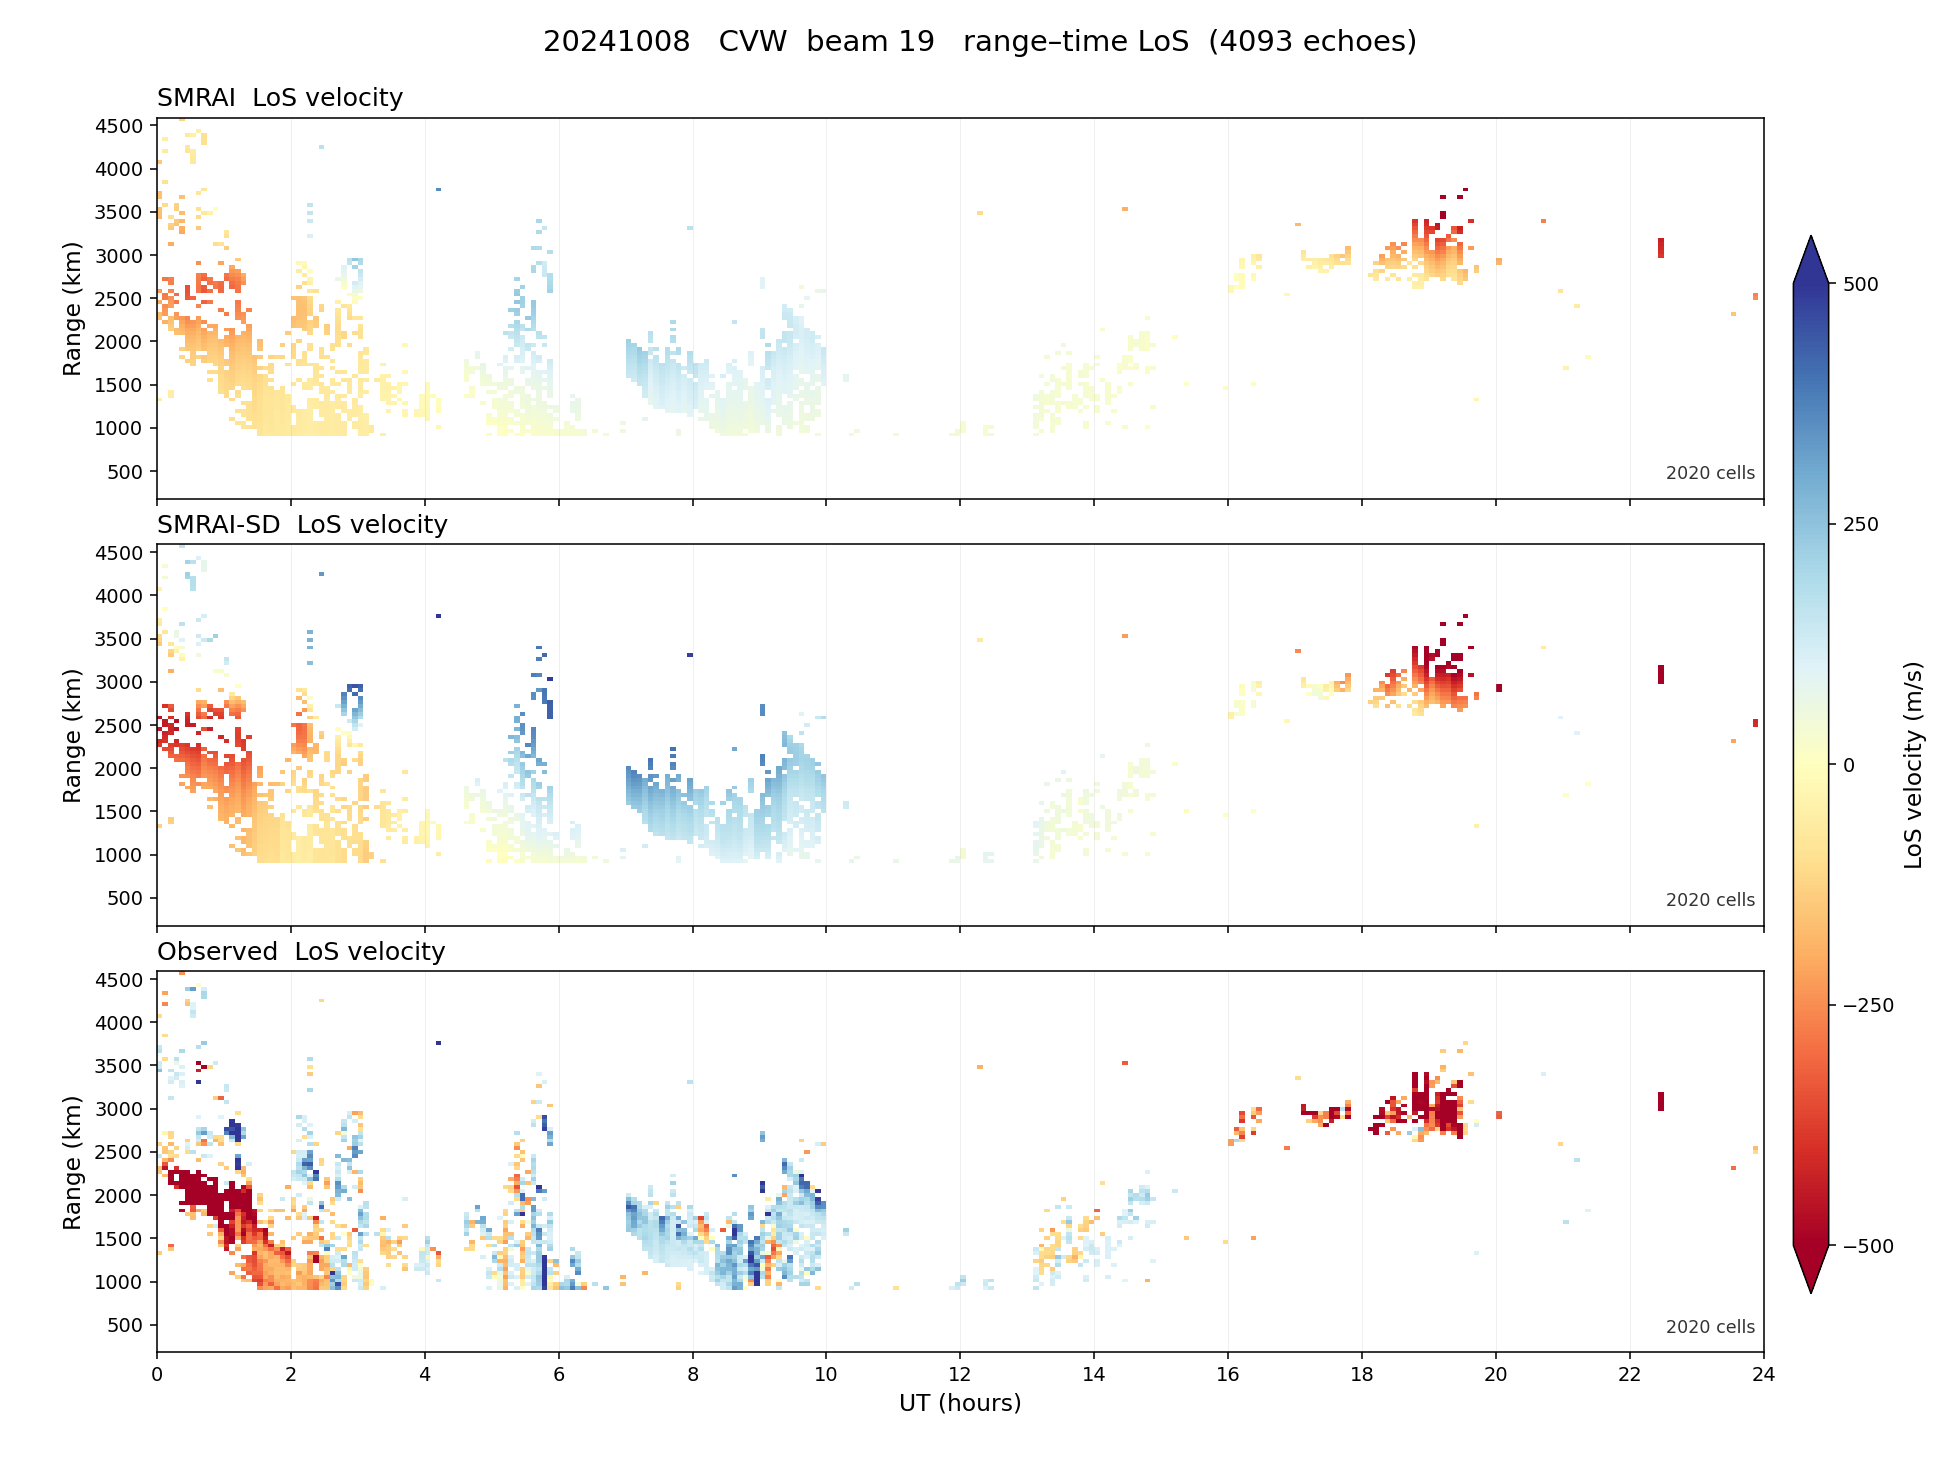 20241008   CVW  beam 19   range–time LoS  (4093 echoes)
SMRAI  LoS velocity
4500
4000
3500
3000
2500
2000
1500
1000
500
Range (km)
2020 cells
SMRAI-SD  LoS velocity
4500
4000
3500
3000
2500
2000
1500
1000
500
Range (km)
2020 cells
Observed  LoS velocity
4500
4000
3500
3000
2500
2000
1500
1000
500
Range (km)
2020 cells
0 2 4 6 8 10 12 14 16 18 20 22 24
UT (hours)
500
250
0
−250
−500
LoS velocity (m/s)